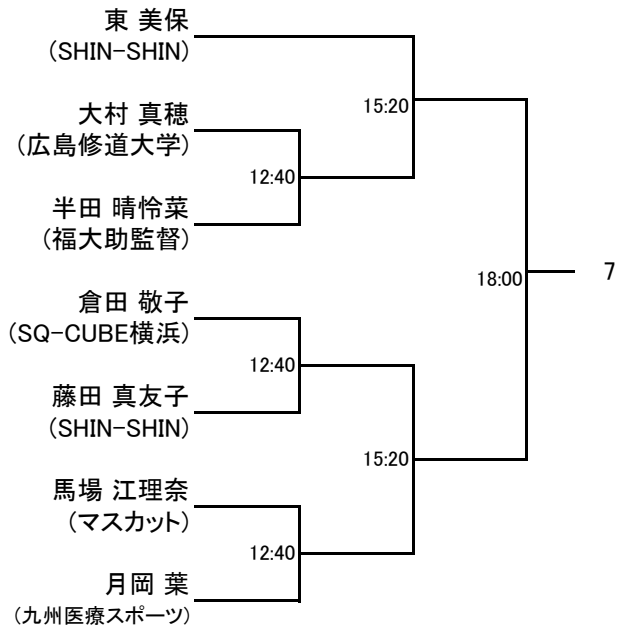 東 美保
(SHIN-SHIN)
15:20
大村 真穂
(広島修道大学)
12:40
半田 晴怜菜
(福大助監督)
18:00
7
倉田 敬子
(SQ-CUBE横浜)
12:40
藤田 真友子
(SHIN-SHIN)
15:20
馬場 江理奈
(マスカット)
12:40
月岡 葉
(九州医療スポーツ)